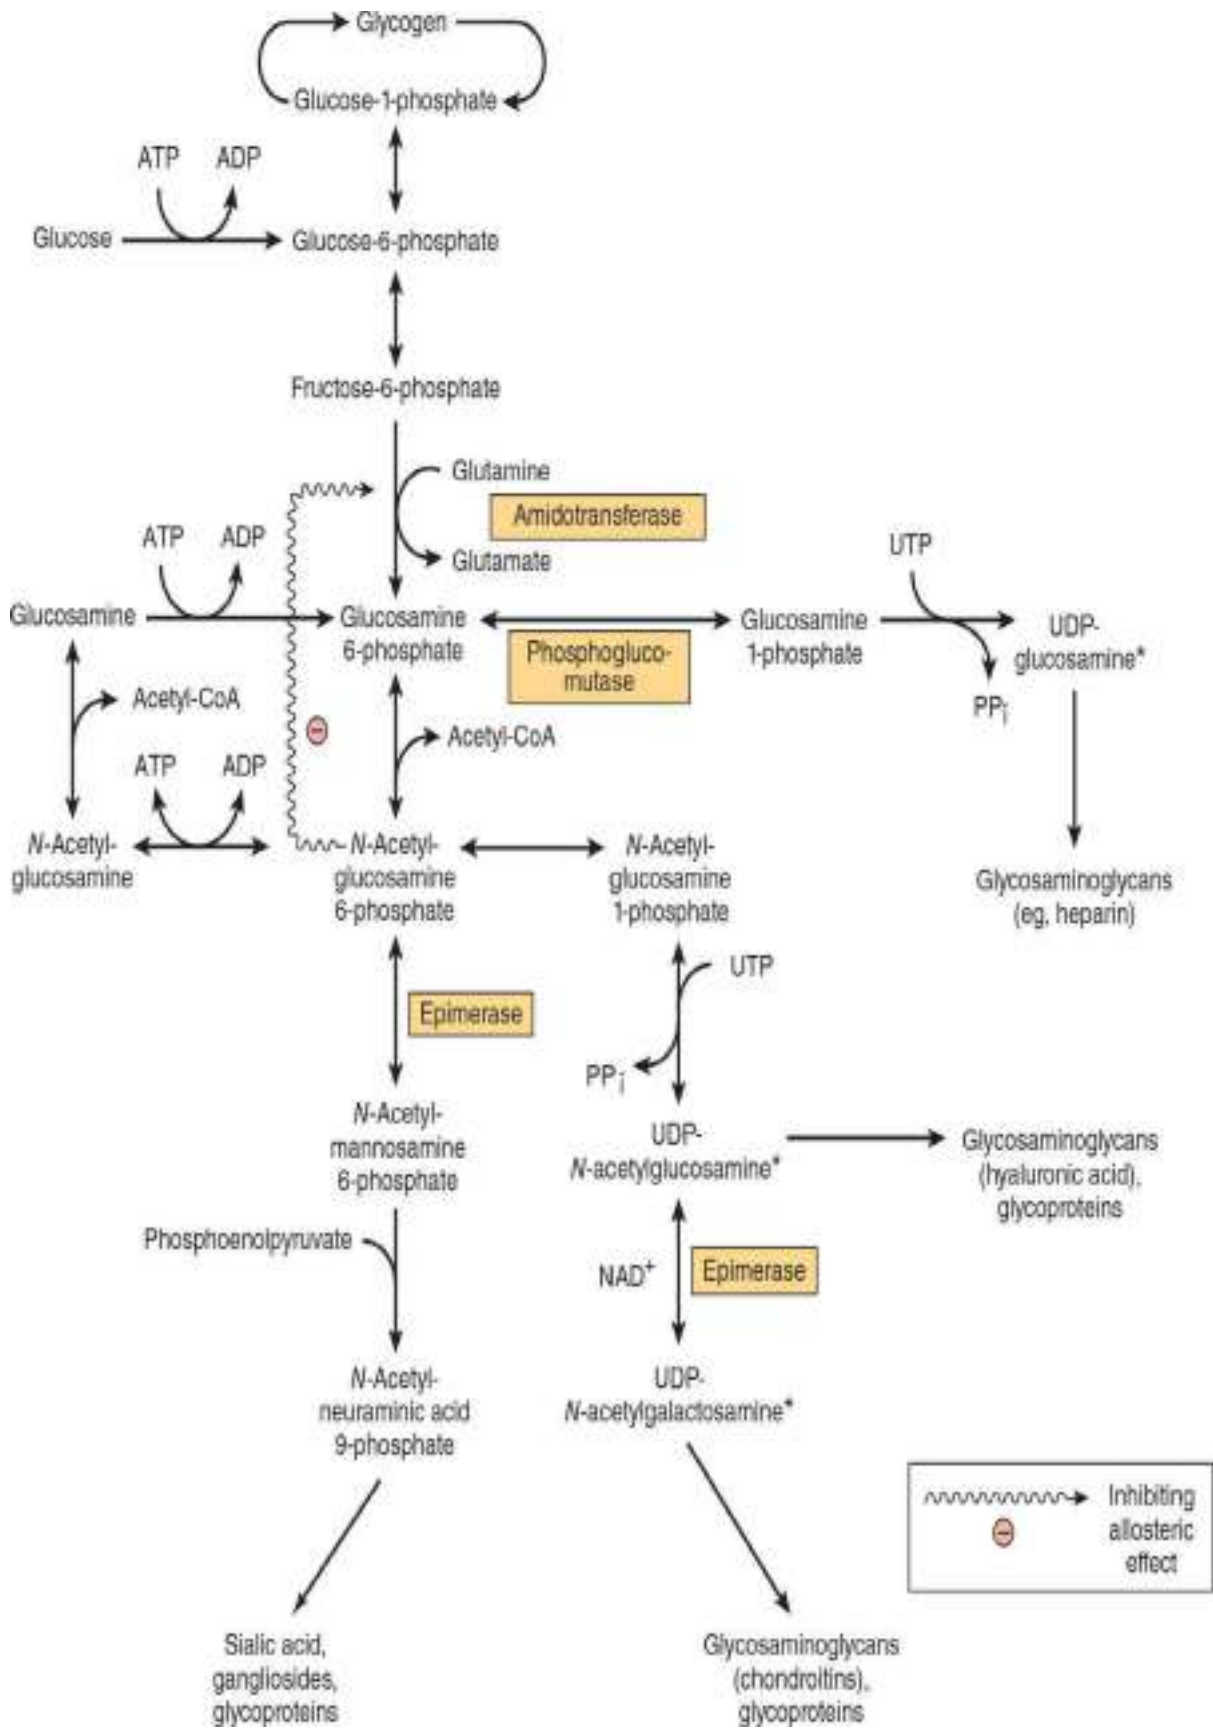 Glycogen
Glucose-1-phosphate
ATP ADP
Glucose Glucose-6-phosphate
Fructose-6-phosphate
Glutamine
Amidotransferase
Glutamate
ATP ADP
UTP
Glucosamine
Glucosamine
6-phosphate
Phosphogluco-
mutase
Glucosamine
1-phosphate
UDP-
glucosamine*
PPi
Acetyl-CoA
Acetyl-CoA
ATP ADP
N-Acetyl-
glucosamine
N-Acetyl-
glucosamine
6-phosphate
N-Acetyl-
glucosamine
1-phosphate
Glycosaminoglycans
(eg, heparin)
UTP
Epimerase
PPi
N-Acetyl-
mannosamine
6-phosphate
UDP-
N-acetylglucosamine*
Glycosaminoglycans
(hyaluronic acid),
glycoproteins
Phosphoenolpyruvate
NAD+
Epimerase
N-Acetyl-
neuraminic acid
9-phosphate
UDP-
N-acetylgalactosamine*
Inhibiting
allosteric
effect
Sialic acid,
gangliosides,
glycoproteins
Glycosaminoglycans
(chondroitins),
glycoproteins